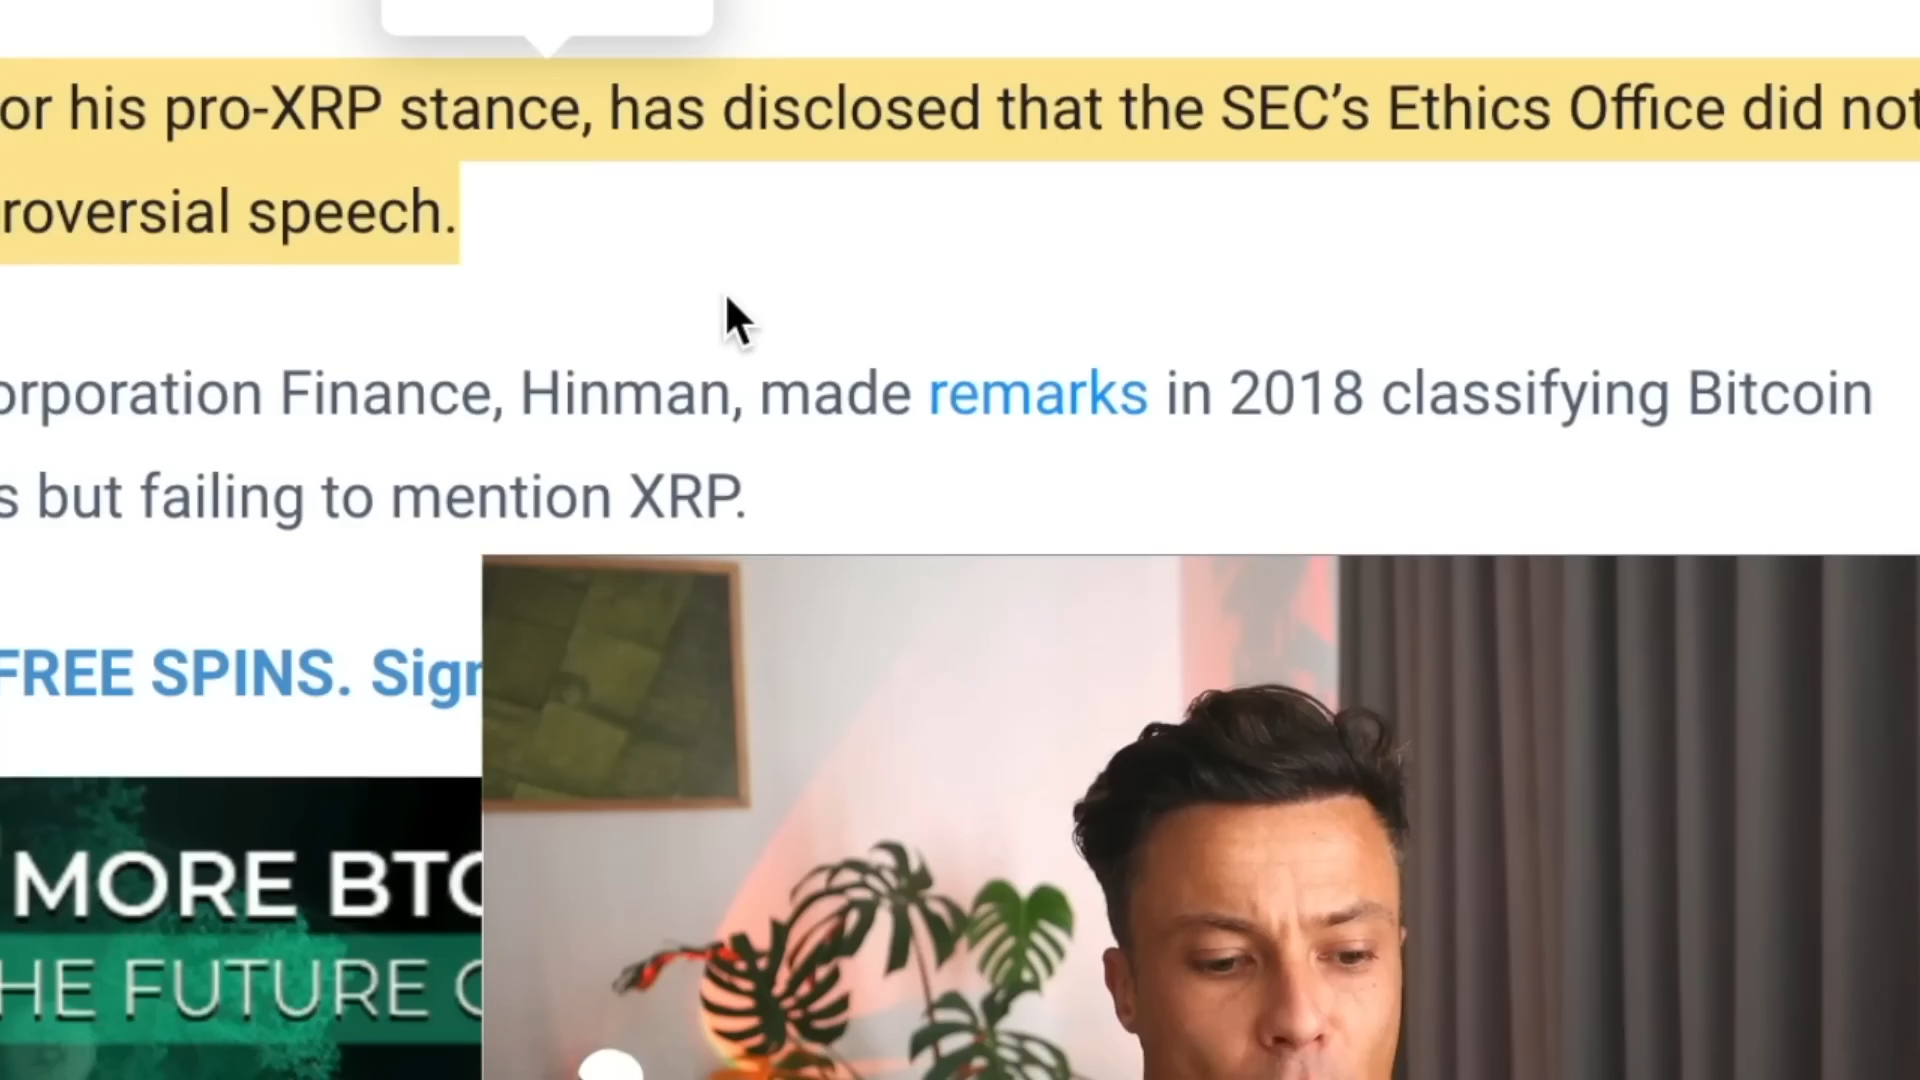 or his pro-XRP stance, has disclosed that the SEC’s Ethics Office did not
roversial speech.
orporation Finance, Hinman, made remarks in 2018 classifying Bitcoin
s but failing to mention XRP.
FREE SPINS. Sign
MORE BTC
HE FUTURE